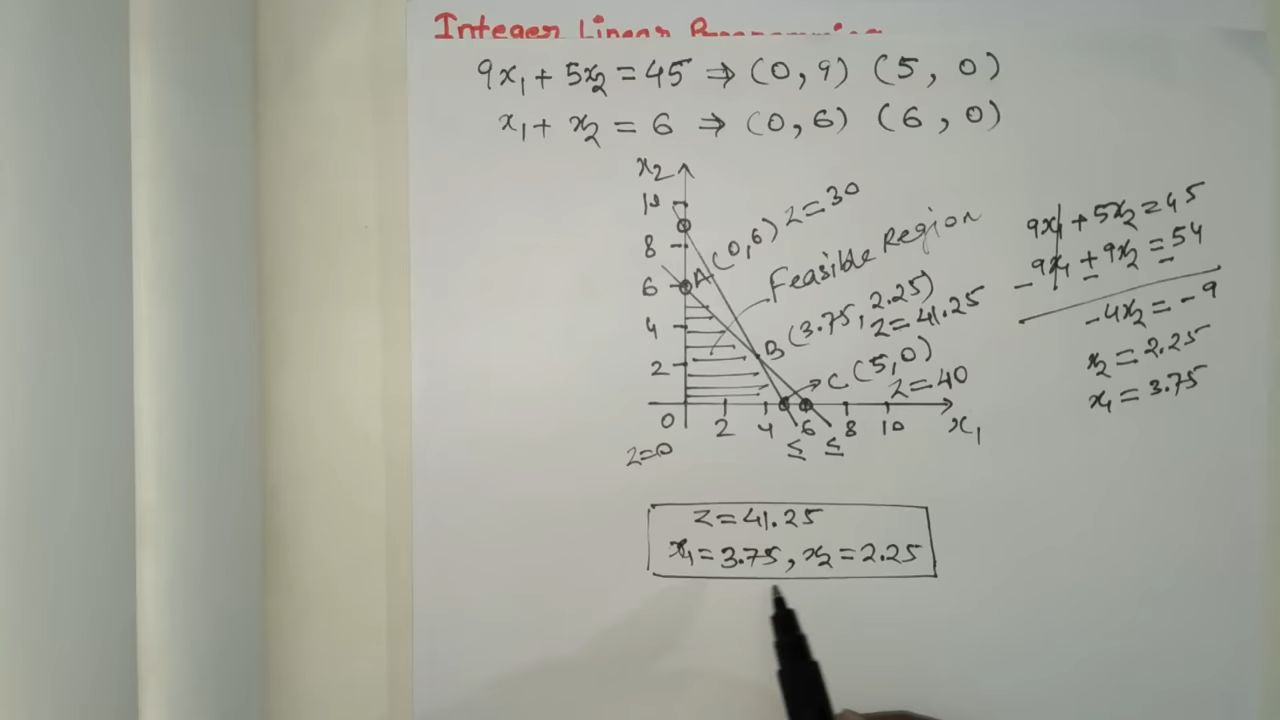 Integer Linear Programming
9x₁ + 5x₂ = 45 ⇒ (0, 9) (5, 0)
x₁ + x₂ = 6 ⇒ (0, 6) (6, 0)
x₂
10
8
6
4
2
0
2 4 6 8 10 x₁
≤ ≤
Z=0
A (0,6) Z=30
Feasible Region
B (3.75, 2.25)
Z=41.25
C (5,0)
Z=40
9x₁ + 5x₂ = 45
-9x₁ + 9x₂ = 54
- -
-4x₂ = -9
x₂ = 2.25
x₁ = 3.75
Z = 41.25
x₁ = 3.75, x₂ = 2.25